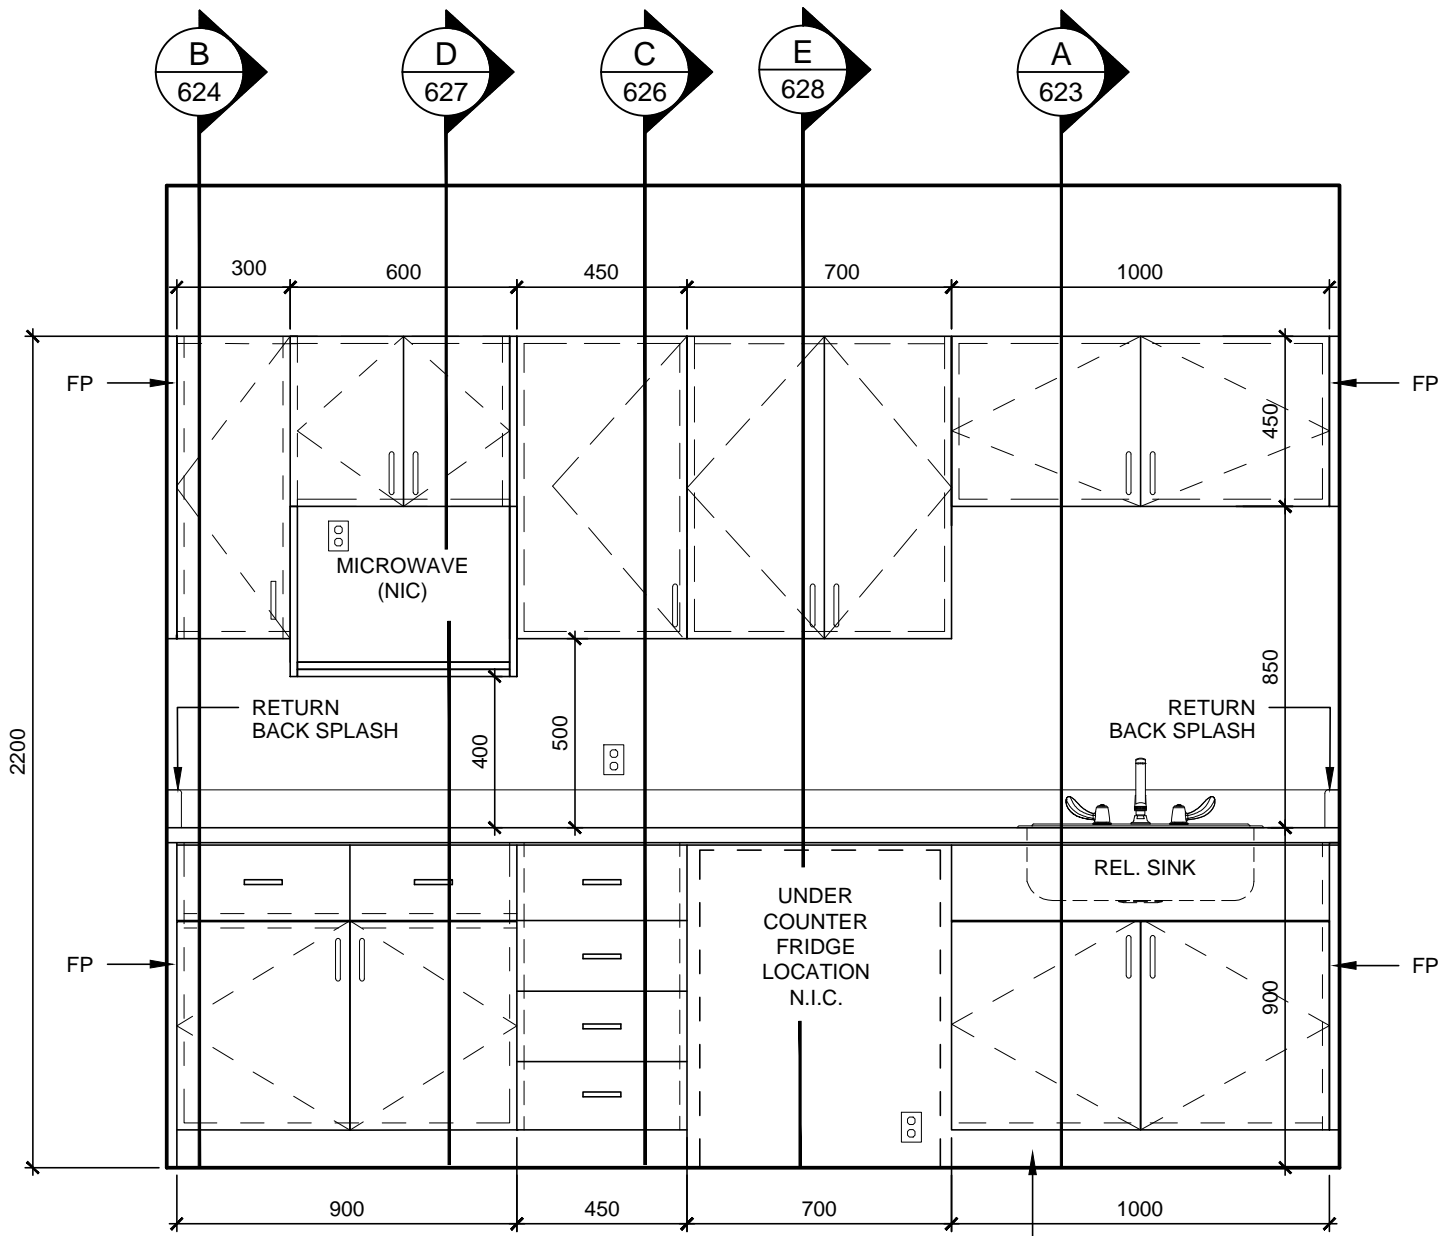 B
624
D
627
C
626
E
628
A
623
300
600
450
700
1000
FP
FP
450
MICROWAVE
(NIC)
850
RETURN
BACK SPLASH
RETURN
BACK SPLASH
2200
400
500
REL. SINK
UNDER
COUNTER
FRIDGE
LOCATION
N.I.C.
FP
FP
900
900
450
700
1000